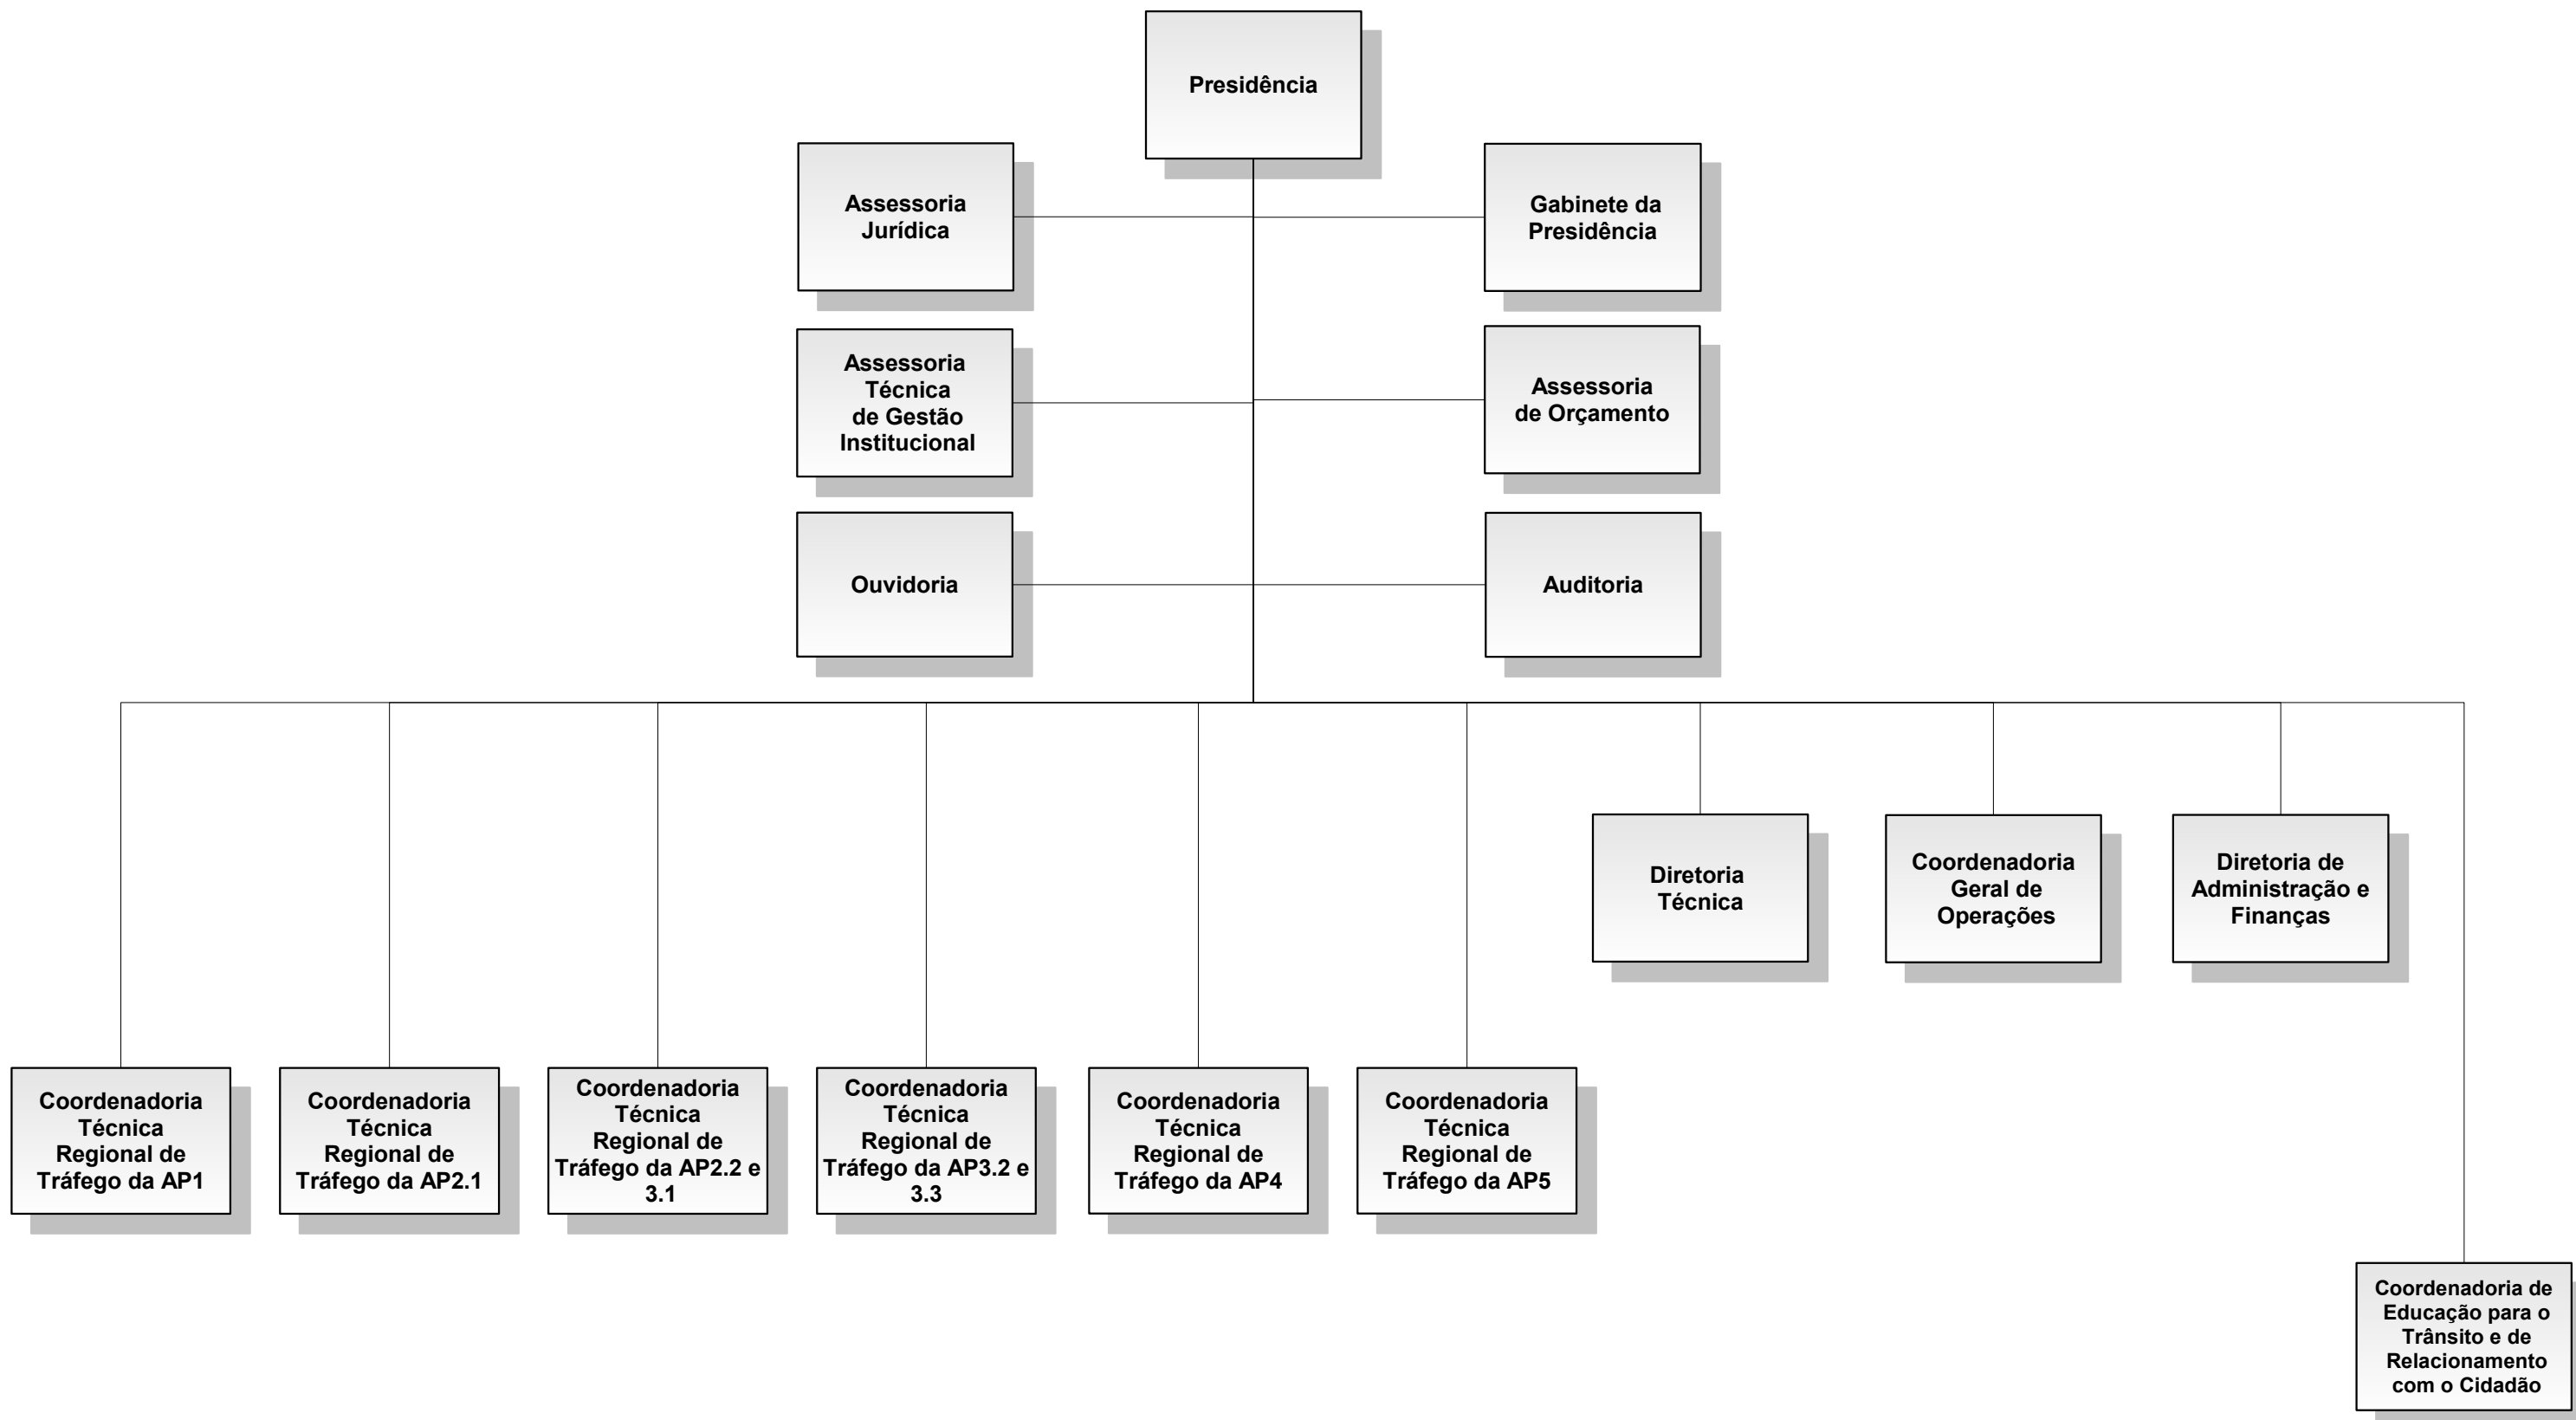 Presidência
Assessoria
Jurídica
Gabinete da
Presidência
Assessoria
Técnica
de Gestão
Institucional
Assessoria
de Orçamento
Ouvidoria
Auditoria
Diretoria
Técnica
Coordenadoria
Geral de
Operações
Diretoria de
Administração e
Finanças
Coordenadoria
Técnica
Regional de
Tráfego da AP1
Coordenadoria
Técnica
Regional de
Tráfego da AP2.1
Coordenadoria
Técnica
Regional de
Tráfego da AP2.2 e
3.1
Coordenadoria
Técnica
Regional de
Tráfego da AP3.2 e
3.3
Coordenadoria
Técnica
Regional de
Tráfego da AP4
Coordenadoria
Técnica
Regional de
Tráfego da AP5
Coordenadoria de
Educação para o
Trânsito e de
Relacionamento
com o Cidadão